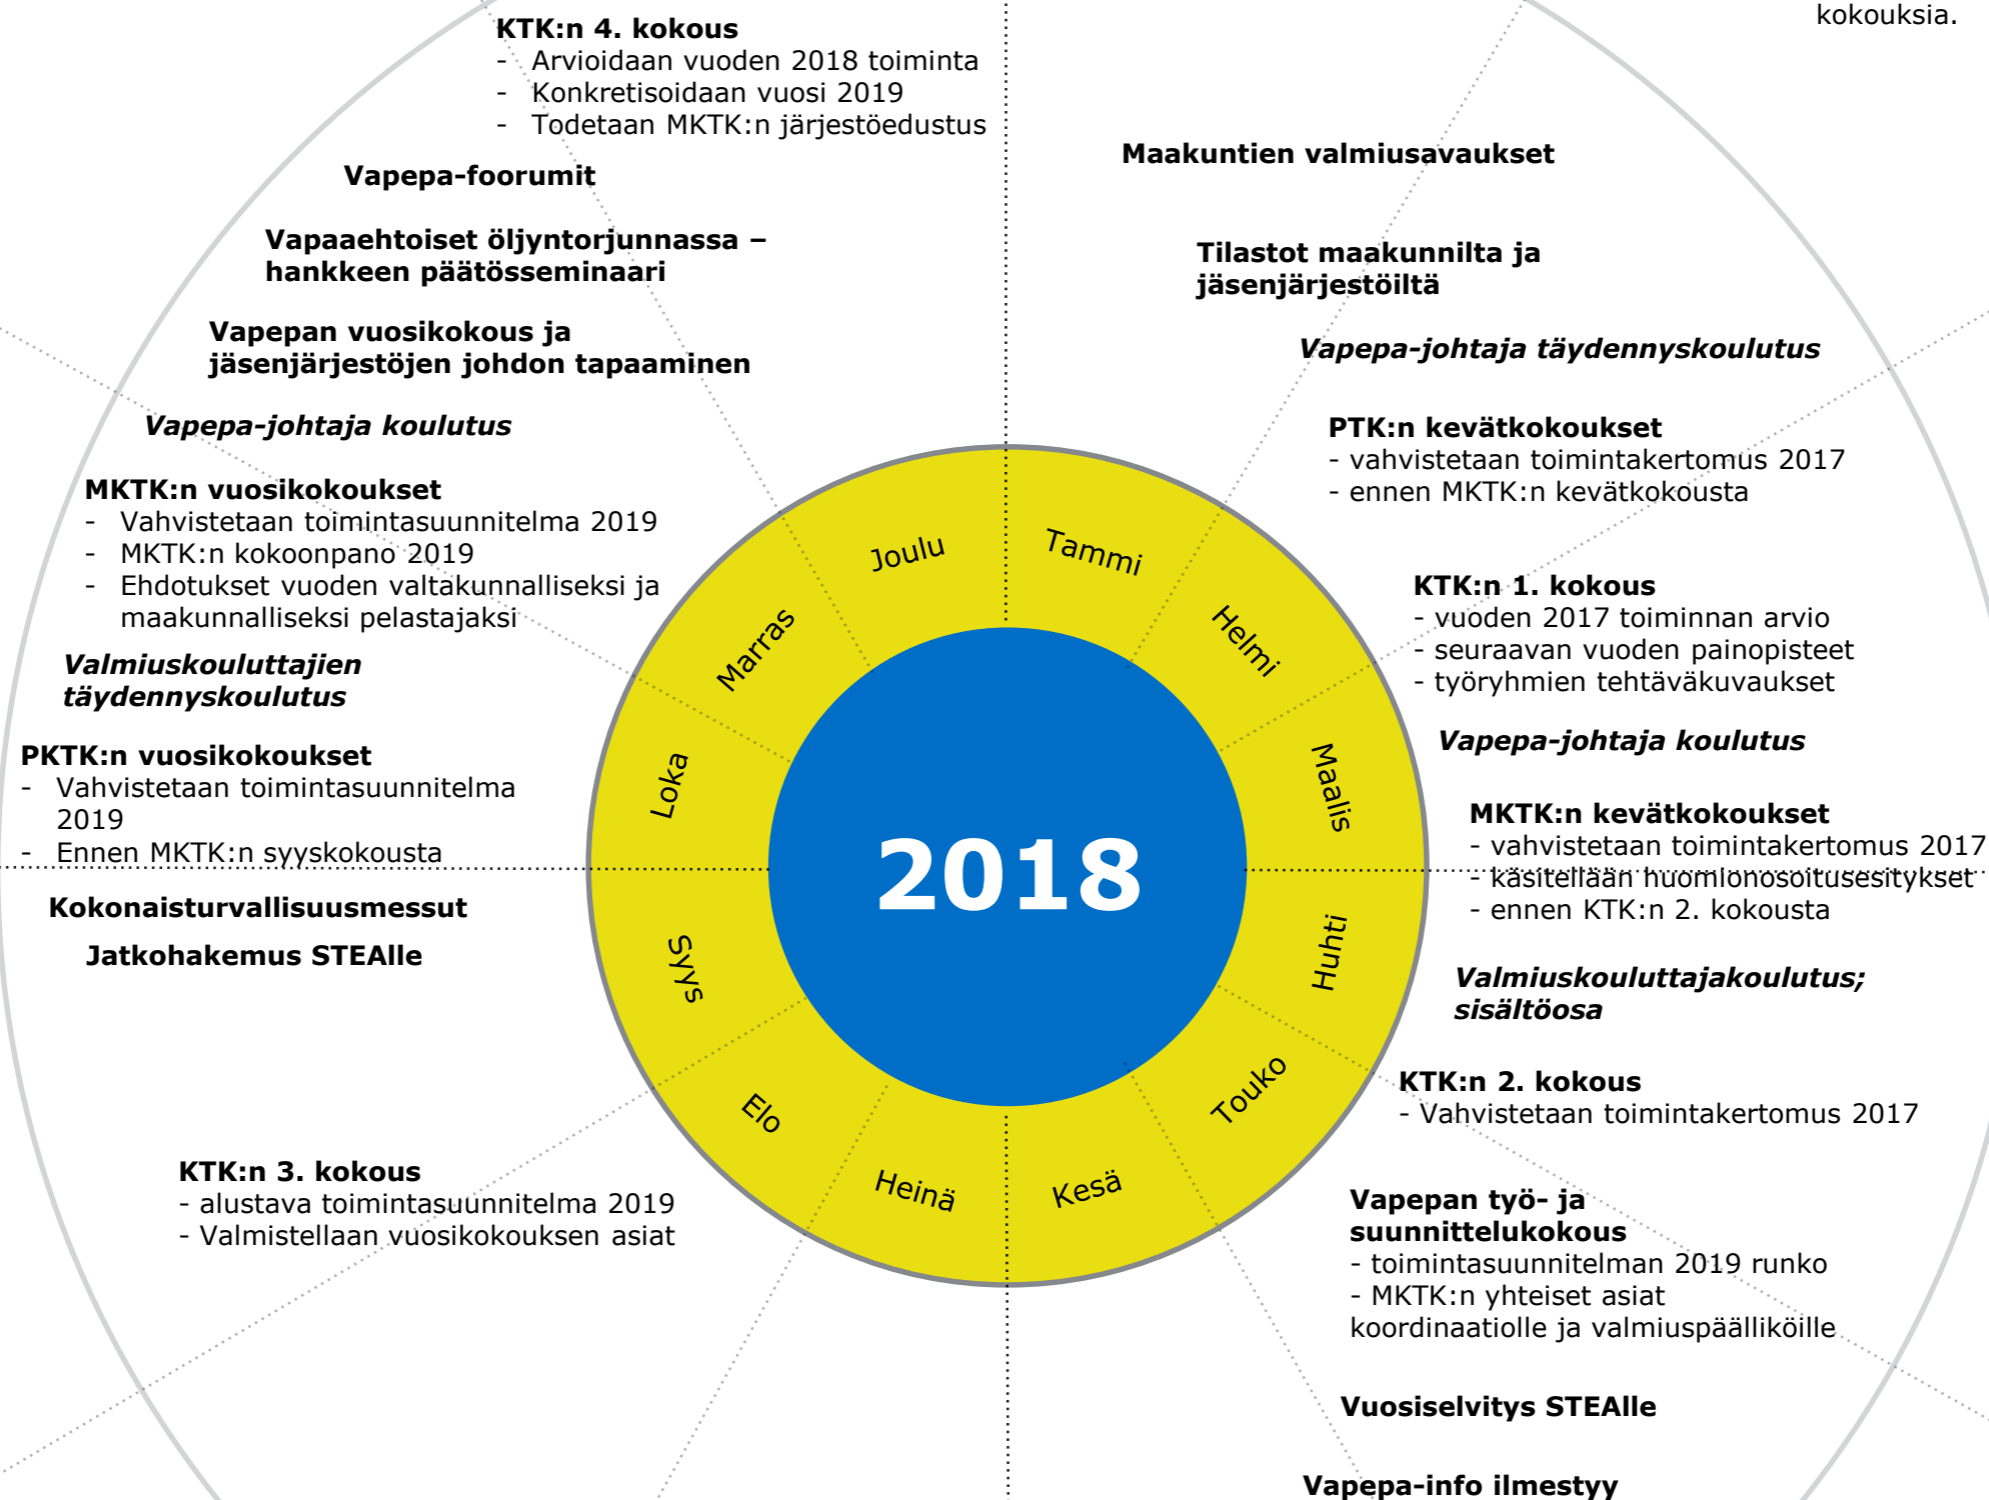 kokouksia.
KTK:n 4. kokous
- Arvioidaan vuoden 2018 toiminta
- Konkretisoidaan vuosi 2019
- Todetaan MKTK:n järjestöedustus
Vapepa-foorumit
Vapaaehtoiset öljyntorjunnassa –
hankkeen päätösseminaari
Vapepan vuosikokous ja
jäsenjärjestöjen johdon tapaaminen
Vapepa-johtaja koulutus
MKTK:n vuosikokoukset
- Vahvistetaan toimintasuunnitelma 2019
- MKTK:n kokoonpano 2019
- Ehdotukset vuoden valtakunnalliseksi ja
maakunnalliseksi pelastajaksi
Valmiuskouluttajien
täydennyskoulutus
PKTK:n vuosikokoukset
- Vahvistetaan toimintasuunnitelma
2019
- Ennen MKTK:n syyskokousta
Kokonaisturvallisuusmessut
Jatkohakemus STEAlle
KTK:n 3. kokous
- alustava toimintasuunnitelma 2019
- Valmistellaan vuosikokouksen asiat
Maakuntien valmiusavaukset
Tilastot maakunnilta ja
jäsenjärjestöiltä
Vapepa-johtaja täydennyskoulutus
PTK:n kevätkokoukset
- vahvistetaan toimintakertomus 2017
- ennen MKTK:n kevätkokousta
KTK:n 1. kokous
- vuoden 2017 toiminnan arvio
- seuraavan vuoden painopisteet
- työryhmien tehtäväkuvaukset
Vapepa-johtaja koulutus
MKTK:n kevätkokoukset
- vahvistetaan toimintakertomus 2017
- käsitellään huomionosoitusesitykset
- ennen KTK:n 2. kokousta
Valmiuskouluttajakoulutus;
sisältöosa
KTK:n 2. kokous
- Vahvistetaan toimintakertomus 2017
Vapepan työ- ja
suunnittelukokous
- toimintasuunnitelman 2019 runko
- MKTK:n yhteiset asiat
koordinaatiolle ja valmiuspäälliköille
Vuosiselvitys STEAlle
Vapepa-info ilmestyy
Tammi
Helmi
Maalis
Huhti
Touko
Kesä
Heinä
Elo
Syys
Loka
Marras
Joulu
2018